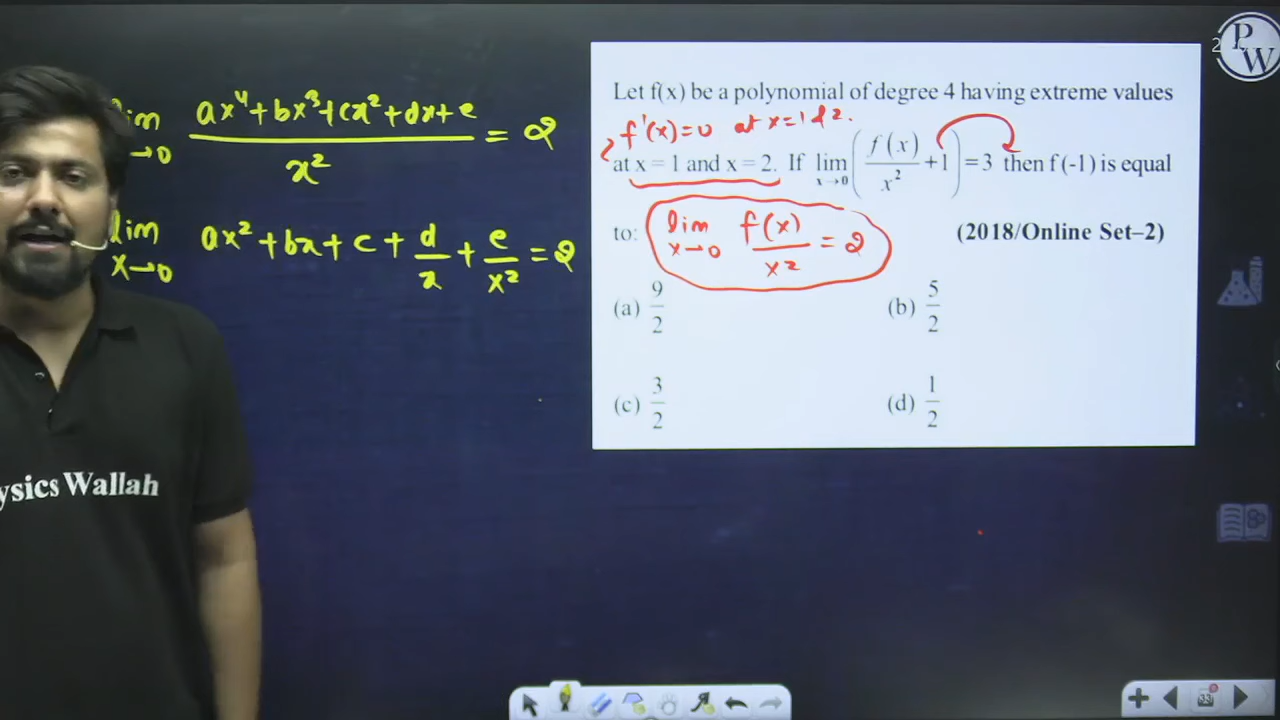 lim x→0 ax⁴+bx³+cx²+dx+e / x² = 2
lim x→0 ax²+bx+c+ d/x + e/x² = 2
Let f(x) be a polynomial of degree 4 having extreme values
f'(x)=0 at x=1 & 2.
at x = 1 and x = 2. If lim x→0 ( f(x)/x² +1 ) = 3 then f(-1) is equal
to:
lim x→0 f(x)/x² = 2
(2018/Online Set–2)
(a) 9/2
(b) 5/2
(c) 3/2
(d) 1/2
ysics Wallah
P
W
2
33